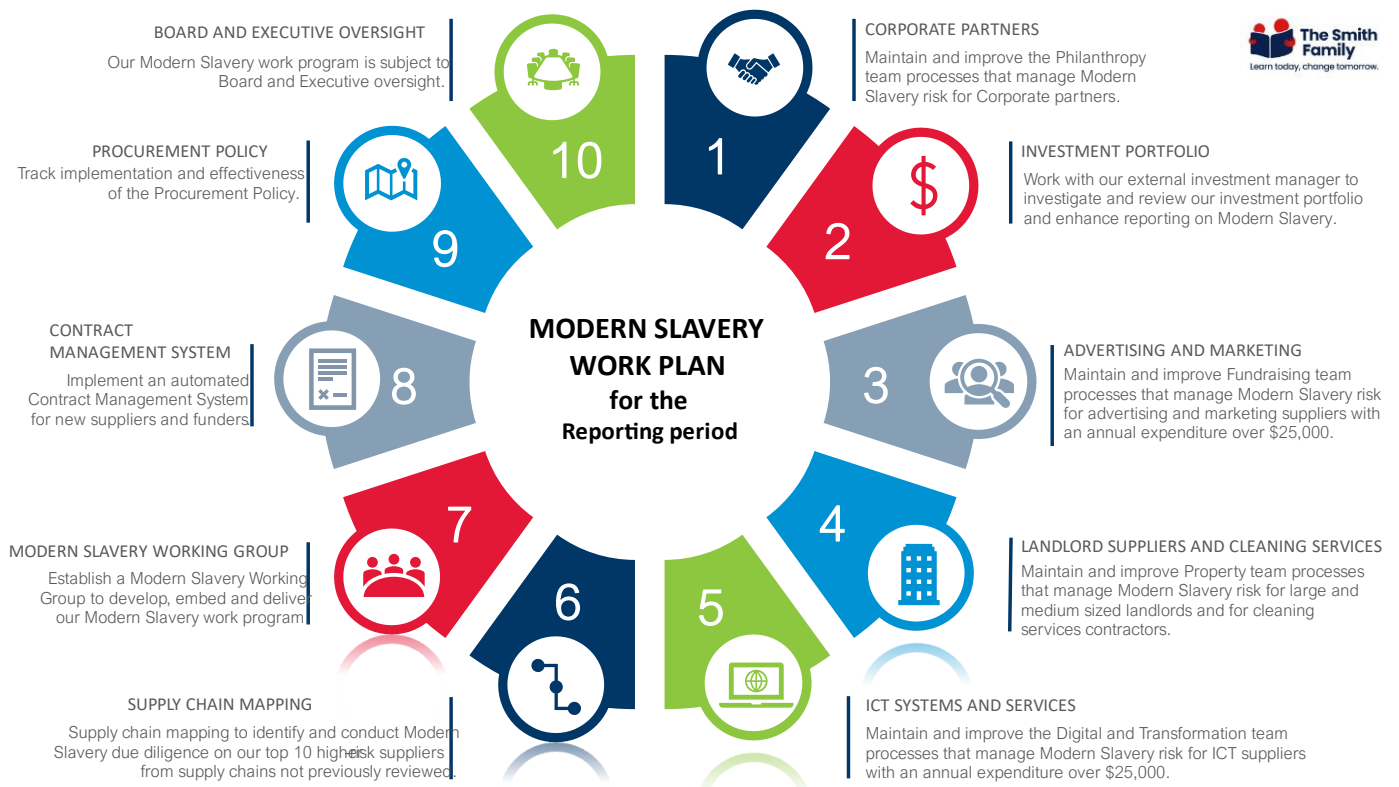 The Smith
Family
Learn today, change tomorrow.
MODERN SLAVERY
WORK PLAN
for the
Reporting period
1
CORPORATE PARTNERS
Maintain and improve the Philanthropy
team processes that manage Modern
Slavery risk for Corporate partners.
2
INVESTMENT PORTFOLIO
Work with our external investment manager to
investigate and review our investment portfolio
and enhance reporting on Modern Slavery.
3
ADVERTISING AND MARKETING
Maintain and improve Fundraising team
processes that manage Modern Slavery risk
for advertising and marketing suppliers with
an annual expenditure over $25,000.
4
LANDLORD SUPPLIERS AND CLEANING SERVICES
Maintain and improve Property team processes
that manage Modern Slavery risk for large and
medium sized landlords and for cleaning
services contractors.
5
ICT SYSTEMS AND SERVICES
Maintain and improve the Digital and Transformation team
processes that manage Modern Slavery risk for ICT suppliers
with an annual expenditure over $25,000.
6
SUPPLY CHAIN MAPPING
Supply chain mapping to identify and conduct Modern
Slavery due diligence on our top 10 higher-risk suppliers
from supply chains not previously reviewed.
7
MODERN SLAVERY WORKING GROUP
Establish a Modern Slavery Working
Group to develop, embed and deliver
our Modern Slavery work program
8
CONTRACT
MANAGEMENT SYSTEM
Implement an automated
Contract Management System
for new suppliers and funders.
9
PROCUREMENT POLICY
Track implementation and effectiveness
of the Procurement Policy.
10
BOARD AND EXECUTIVE OVERSIGHT
Our Modern Slavery work program is subject to
Board and Executive oversight.